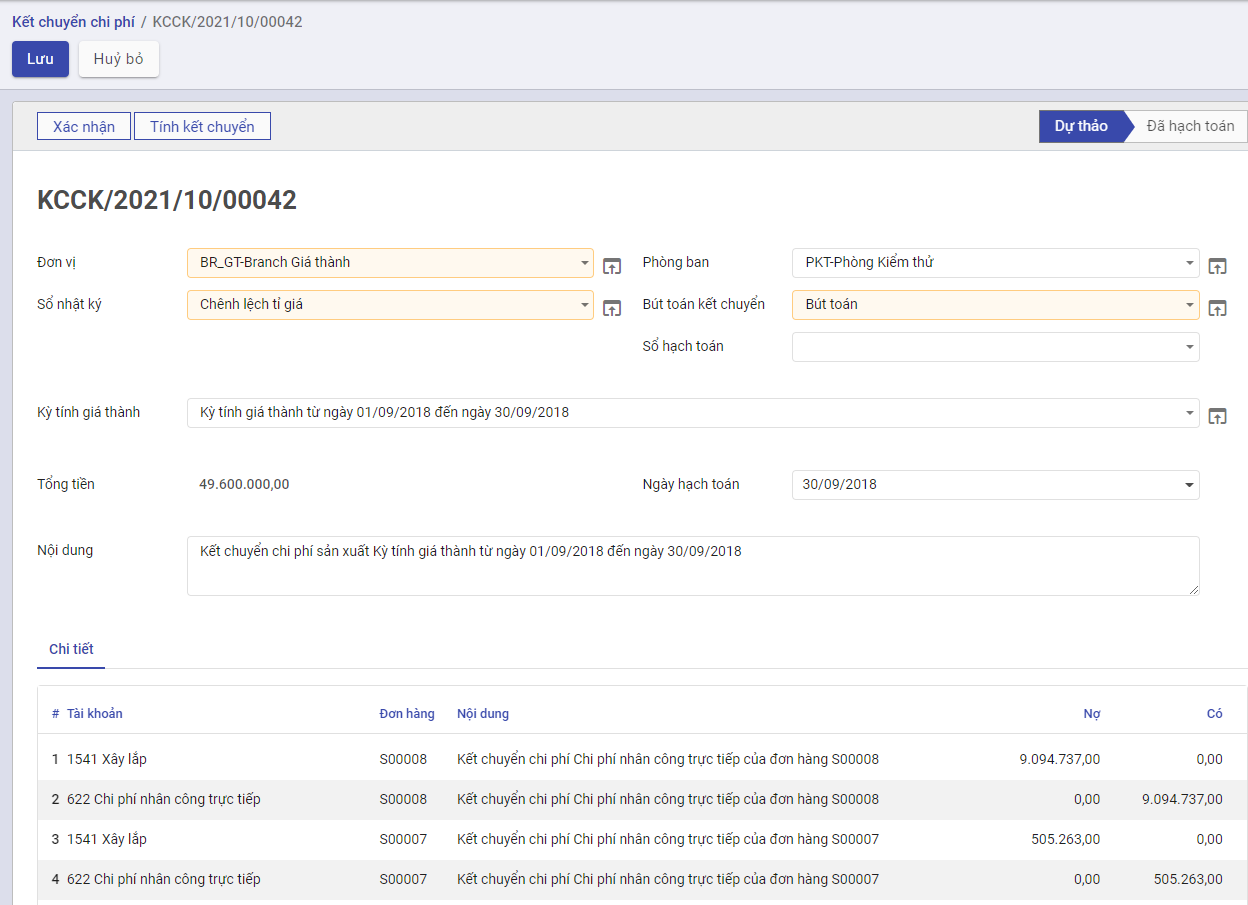 Kết chuyển chi phí / KCCK/2021/10/00042
Lưu Huỷ bỏ
Xác nhận Tính kết chuyển Dự thảo Đã hạch toán
KCCK/2021/10/00042
Đơn vị BR_GT-Branch Giá thành Phòng ban PKT-Phòng Kiểm thử
Sổ nhật ký Chênh lệch tỉ giá Bút toán kết chuyển Bút toán
Sổ hạch toán
Kỳ tính giá thành Kỳ tính giá thành từ ngày 01/09/2018 đến ngày 30/09/2018
Tổng tiền 49.600.000,00 Ngày hạch toán 30/09/2018
Nội dung Kết chuyển chi phí sản xuất Kỳ tính giá thành từ ngày 01/09/2018 đến ngày 30/09/2018
Chi tiết
# Tài khoản Đơn hàng Nội dung Nợ Có
1 1541 Xây lắp S00008 Kết chuyển chi phí Chi phí nhân công trực tiếp của đơn hàng S00008 9.094.737,00 0,00
2 622 Chi phí nhân công trực tiếp S00008 Kết chuyển chi phí Chi phí nhân công trực tiếp của đơn hàng S00008 0,00 9.094.737,00
3 1541 Xây lắp S00007 Kết chuyển chi phí Chi phí nhân công trực tiếp của đơn hàng S00007 505.263,00 0,00
4 622 Chi phí nhân công trực tiếp S00007 Kết chuyển chi phí Chi phí nhân công trực tiếp của đơn hàng S00007 0,00 505.263,00